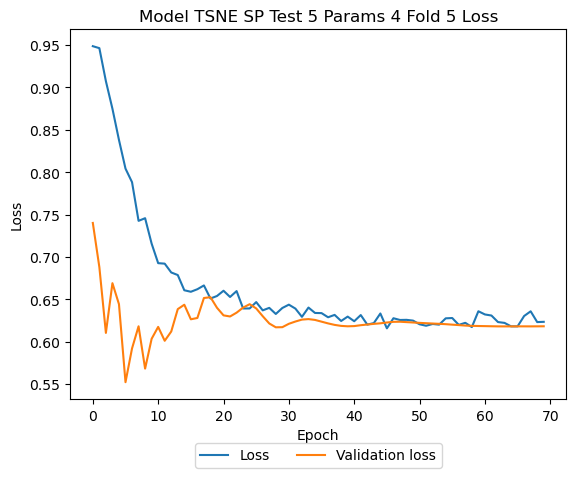 Model TSNE SP Test 5 Params 4 Fold 5 Loss
0.95
0.90
0.85
0.80
0.75
0.70
0.65
0.60
0.55
Loss
0 10 20 30 40 50 60 70
Epoch
Loss Validation loss